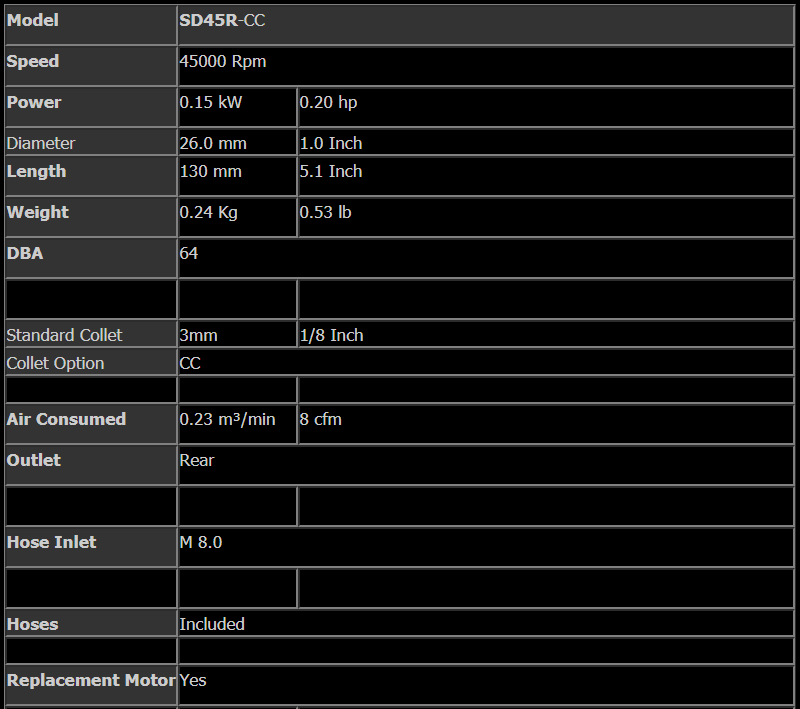 Model SD45R-CC
Speed 45000 Rpm
Power 0.15 kW 0.20 hp
Diameter 26.0 mm 1.0 Inch
Length 130 mm 5.1 Inch
Weight 0.24 Kg 0.53 lb
DBA 64
Standard Collet 3mm 1/8 Inch
Collet Option CC
Air Consumed 0.23 m³/min 8 cfm
Outlet Rear
Hose Inlet M 8.0
Hoses Included
Replacement Motor Yes